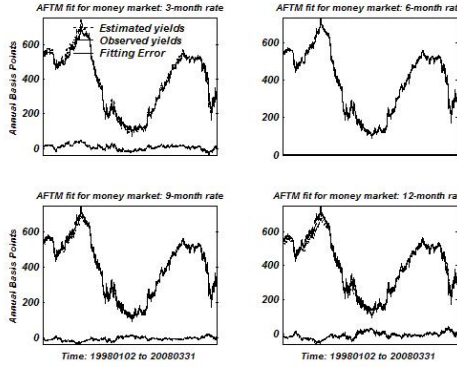 AFTM fit for money market: 3-month rate
AFTM fit for money market: 6-month rate
Estimated yields
Observed yields
Fitting Error
Annual Basis Points
600
400
200
0
600
400
200
0
AFTM fit for money market: 9-month rate
AFTM fit for money market: 12-month rat
Annual Basis Points
600
400
200
0
600
400
200
0
Time: 19980102 to 20080331
Time: 19980102 to 20080331